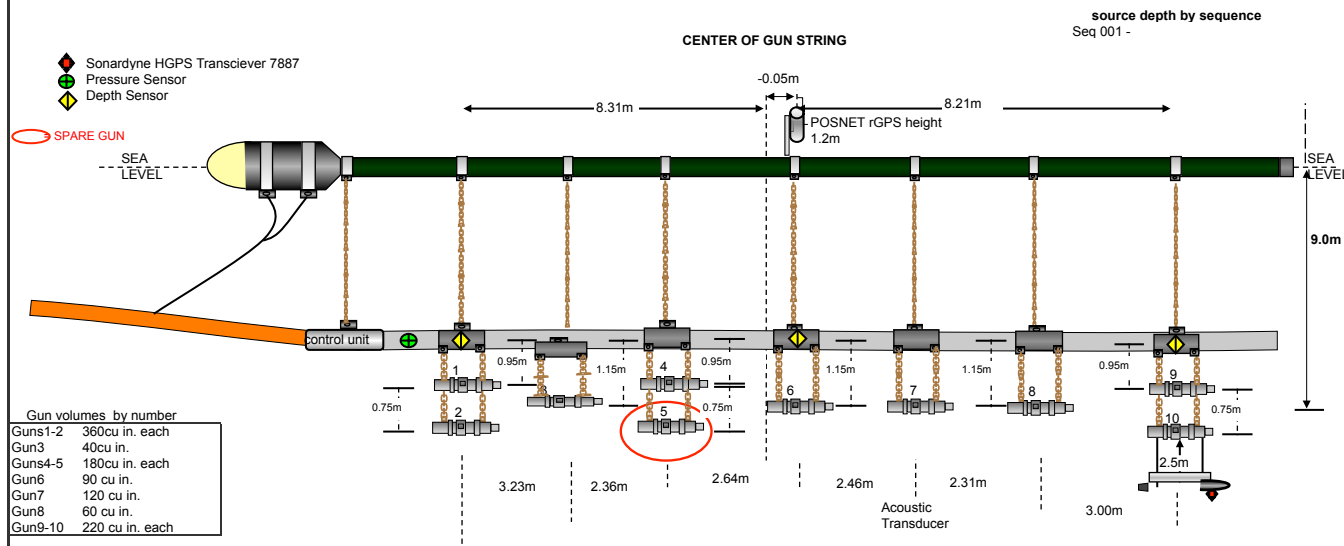 source depth by sequence
Seq 001 -
CENTER OF GUN STRING
Sonardyne HGPS Transciever 7887
Pressure Sensor
Depth Sensor
-0.05m
8.31m
8.21m
POSNET rGPS height
1.2m
= SPARE GUN
SEA
LEVEL
SEA
LEVEL
9.0m
control unit
0.95m
1.15m
0.95m
1.15m
1.15m
0.95m
1
4
9
6
7
8
0.75m
2
5
0.75m
10
0.75m
Gun volumes by number
Guns1-2 360cu in. each
Gun3 40cu in.
Guns4-5 180cu in. each
Gun6 90 cu in.
Gun7 120 cu in.
Gun8 60 cu in.
Gun9-10 220 cu in. each
3.23m
2.36m
2.64m
2.46m
2.31m
2.5m
3.00m
Acoustic
Transducer